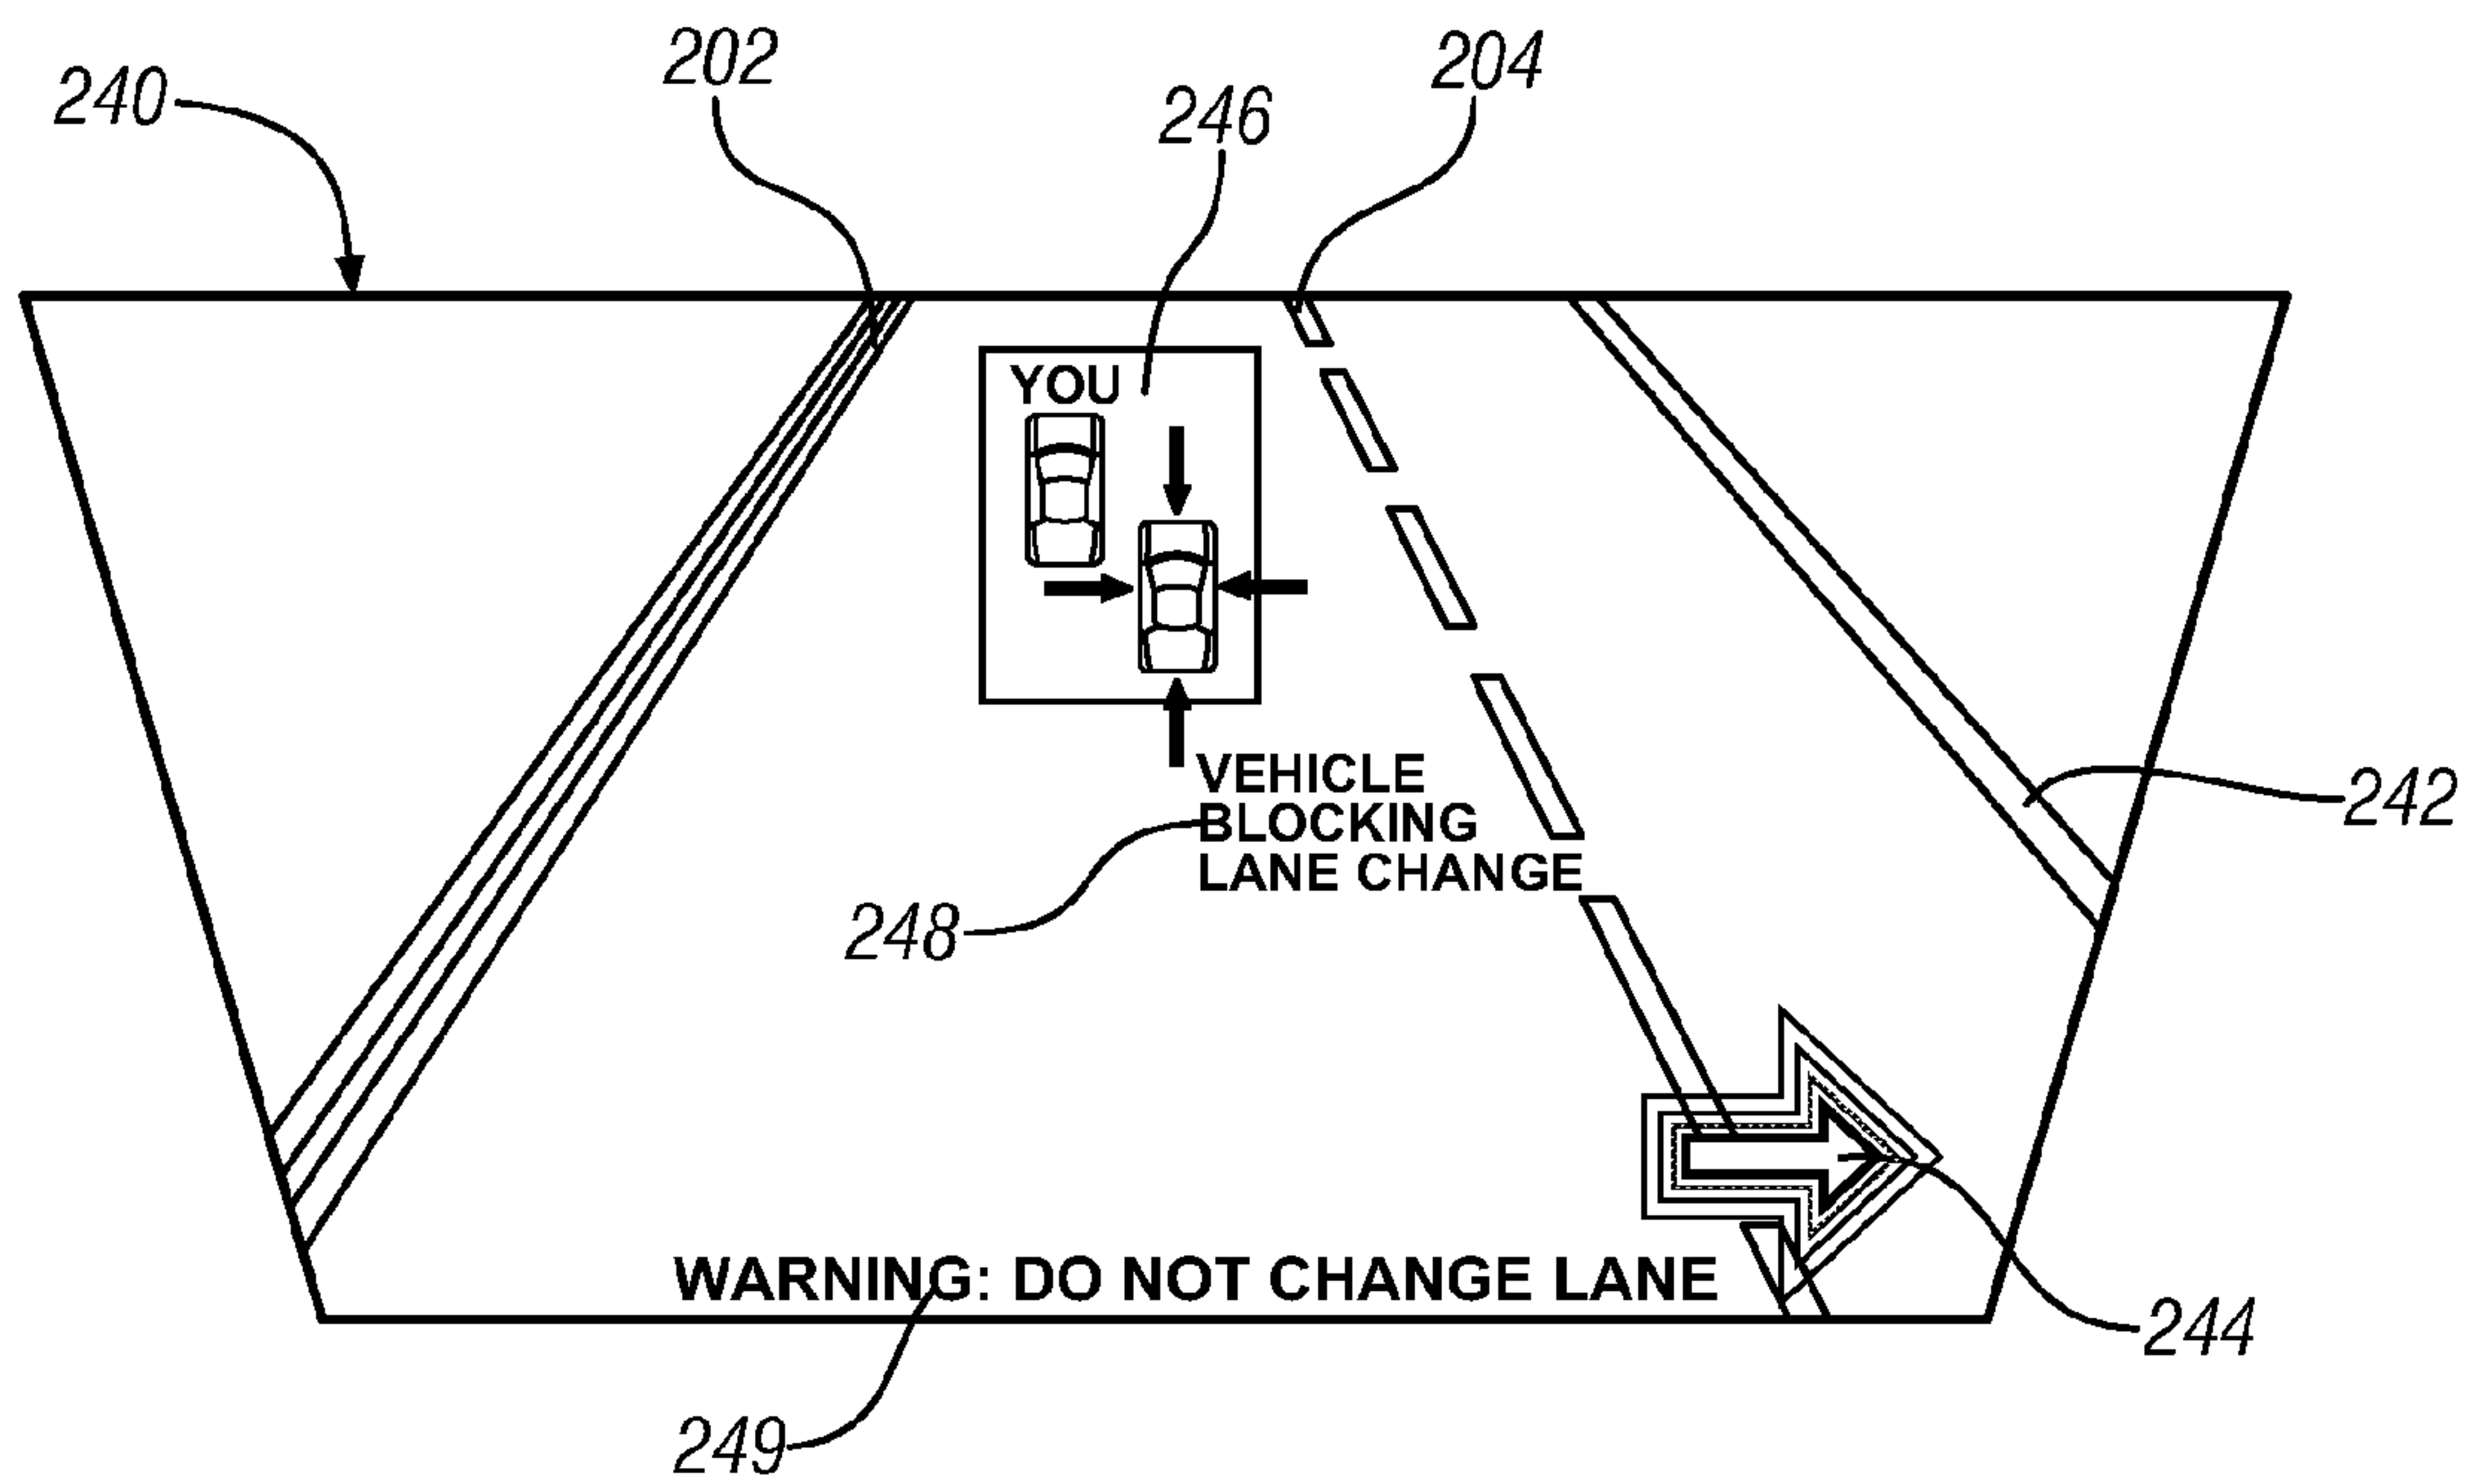 202
204
240
246
YOU
VEHICLE
BLOCKING
LANE CHANGE
242
248
WARNING: DO NOT CHANGE LANE
244
249